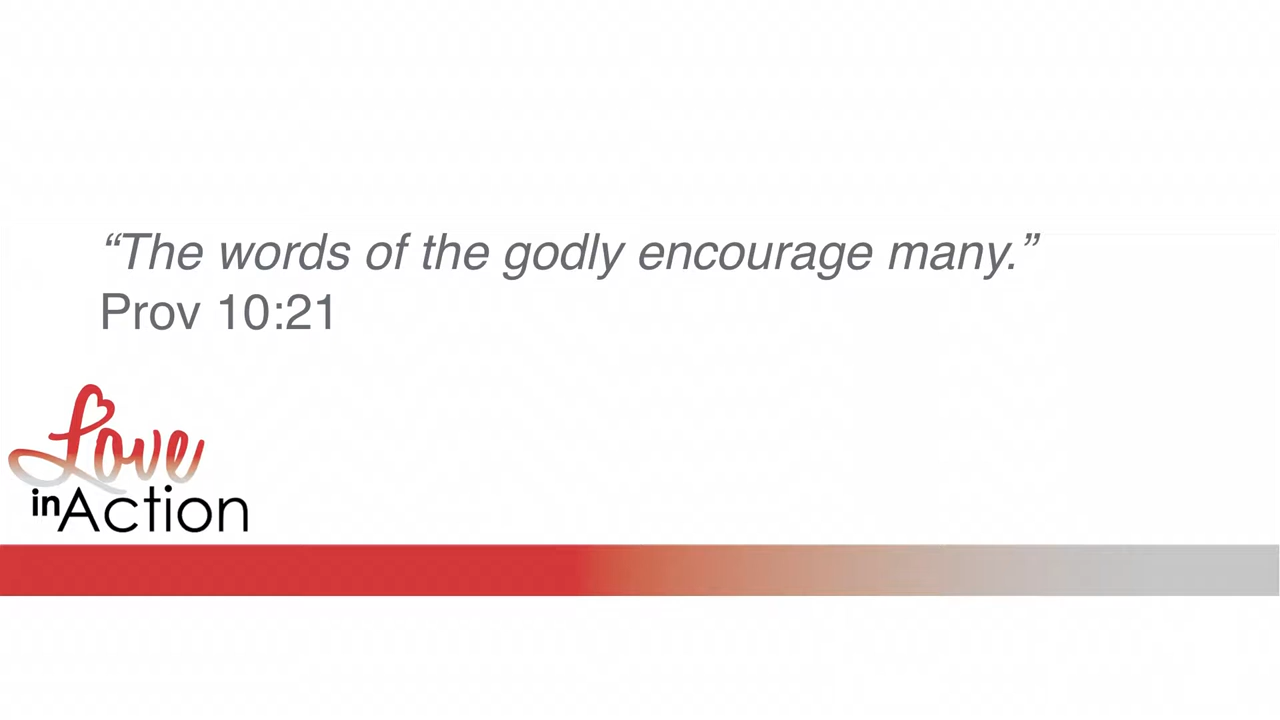 “The words of the godly encourage many.”
Prov 10:21
Love
inAction